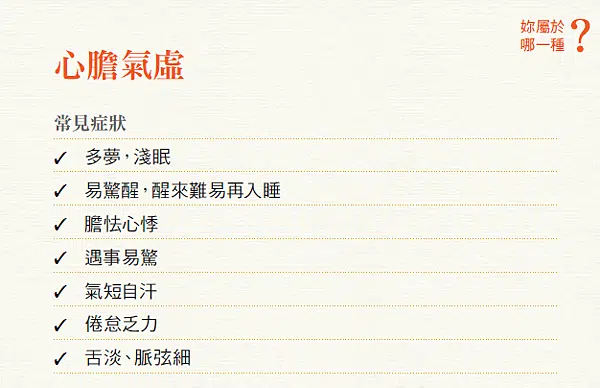 妳屬於
哪一種？
心膽氣虛
常見症狀
✓ 多夢，淺眠
✓ 易驚醒，醒來難易再入睡
✓ 膽怯心悸
✓ 遇事易驚
✓ 氣短自汗
✓ 倦怠乏力
✓ 舌淡、脈弦細